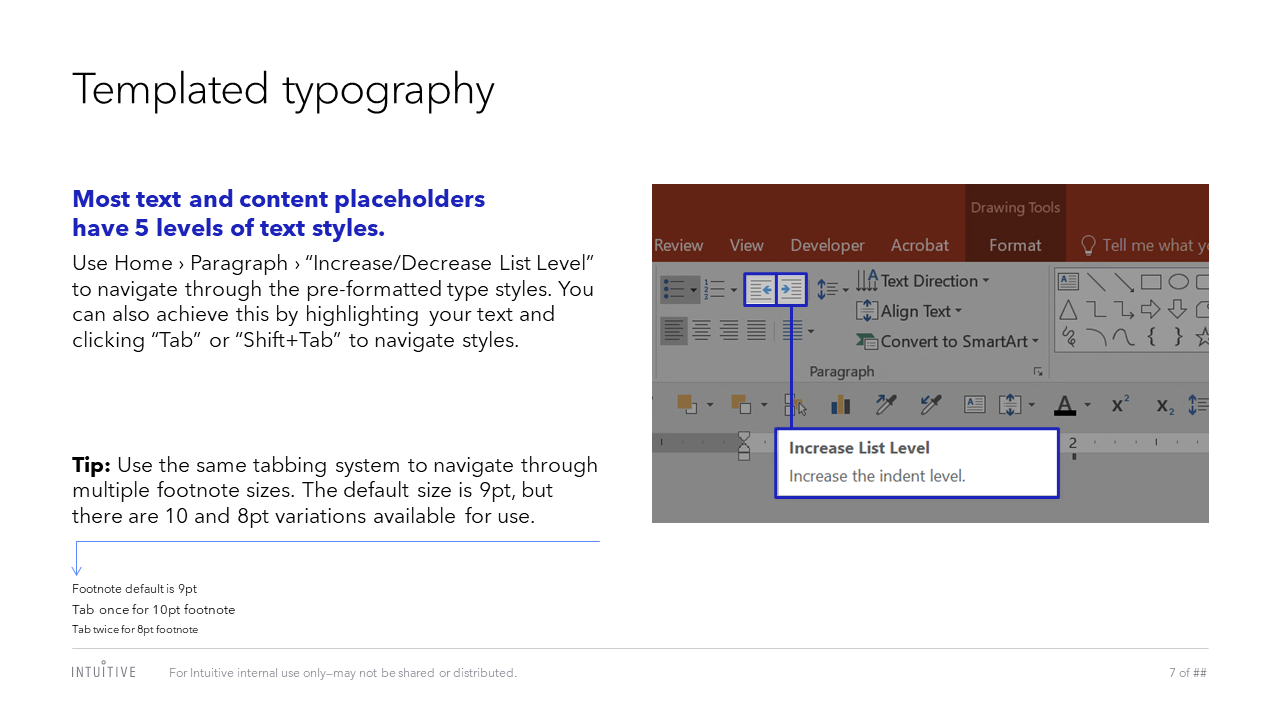 Templated typography
Most text and content placeholders
have 5 levels of text styles.
Use Home › Paragraph › “Increase/Decrease List Level”
to navigate through the pre-formatted type styles. You
can also achieve this by highlighting your text and
clicking “Tab” or “Shift+Tab” to navigate styles.
Tip: Use the same tabbing system to navigate through
multiple footnote sizes. The default size is 9pt, but
there are 10 and 8pt variations available for use.
Footnote default is 9pt
Tab once for 10pt footnote
Tab twice for 8pt footnote
Drawing Tools
Review View Developer Acrobat Format Tell me what yo
Text Direction
Align Text
Convert to SmartArt
Paragraph
A x² x₂
2
Increase List Level
Increase the indent level.
INTUITIVE For Intuitive internal use only–may not be shared or distributed. 7 of ##